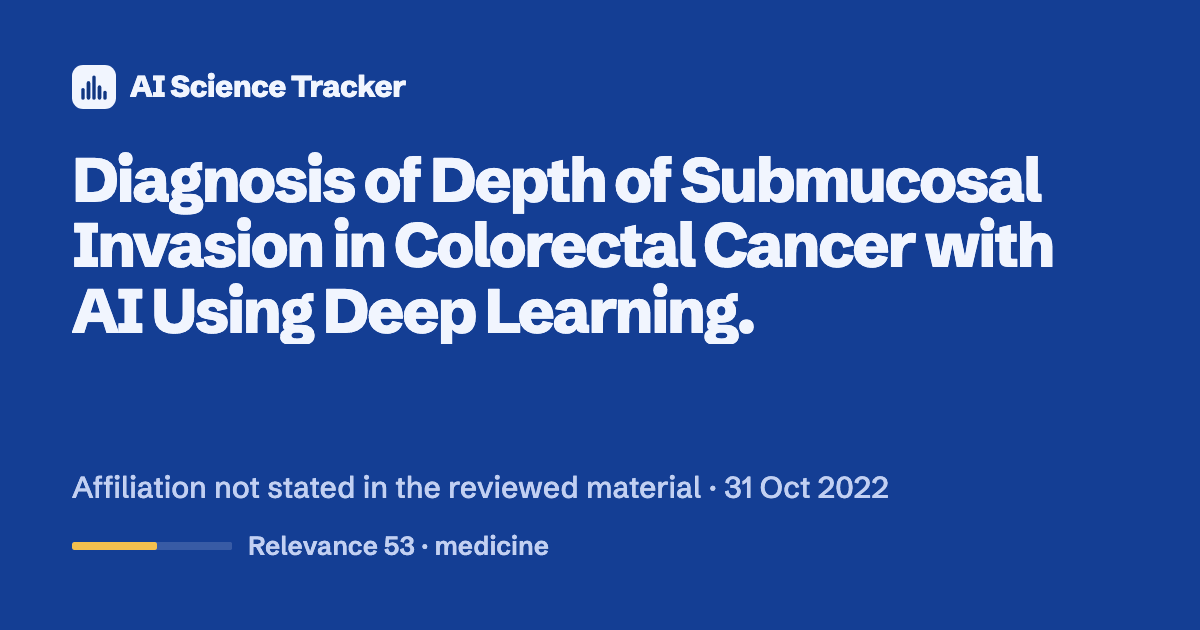 AI Science Tracker
Diagnosis of Depth of Submucosal
Invasion in Colorectal Cancer with
AI Using Deep Learning.
Affiliation not stated in the reviewed material · 31 Oct 2022
Relevance 53 · medicine